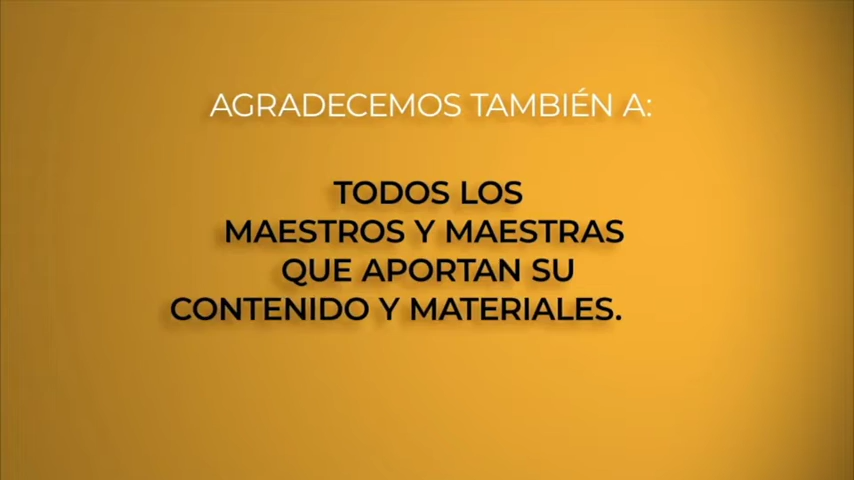 AGRADECEMOS TAMBIÉN A:
TODOS LOS
MAESTROS Y MAESTRAS
QUE APORTAN SU
CONTENIDO Y MATERIALES.